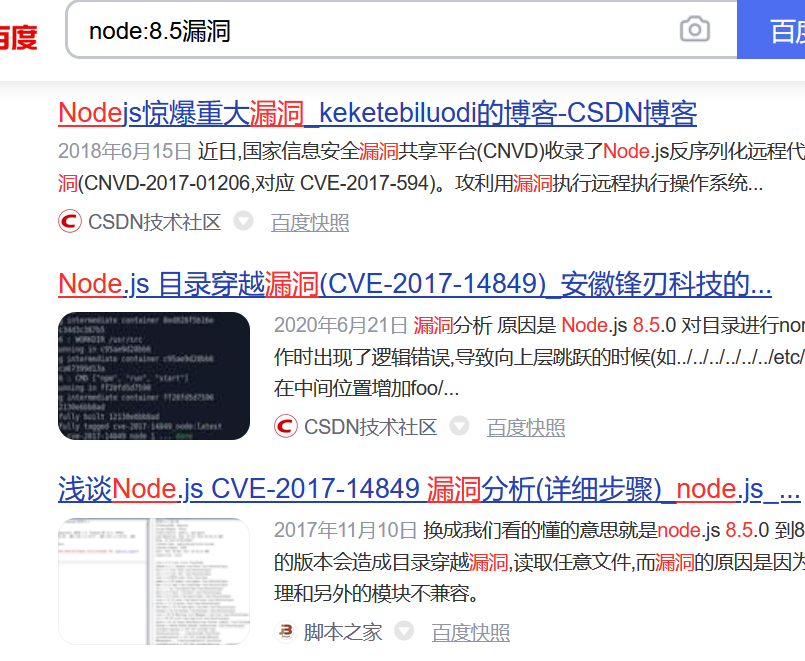 百度
node:8.5漏洞
百度
Nodejs惊爆重大漏洞_keketebiluodi的博客-CSDN博客
2018年6月15日 近日,国家信息安全漏洞共享平台(CNVD)收录了Node.js反序列化远程代
洞(CNVD-2017-01206,对应 CVE-2017-594)。攻利用漏洞执行远程执行操作系统...
CSDN技术社区 百度快照
Node.js 目录穿越漏洞(CVE-2017-14849)_安徽锋刃科技的...
2020年6月21日 漏洞分析 原因是 Node.js 8.5.0 对目录进行nor
作时出现了逻辑错误,导致向上层跳跃的时候(如../../../../../../etc/
在中间位置增加foo/...
CSDN技术社区 百度快照
浅谈Node.js CVE-2017-14849 漏洞分析(详细步骤)_node.js_...
2017年11月10日 换成我们看的懂的意思就是node.js 8.5.0 到8
的版本会造成目录穿越漏洞,读取任意文件,而漏洞的原因是因为
理和另外的模块不兼容。
脚本之家 百度快照